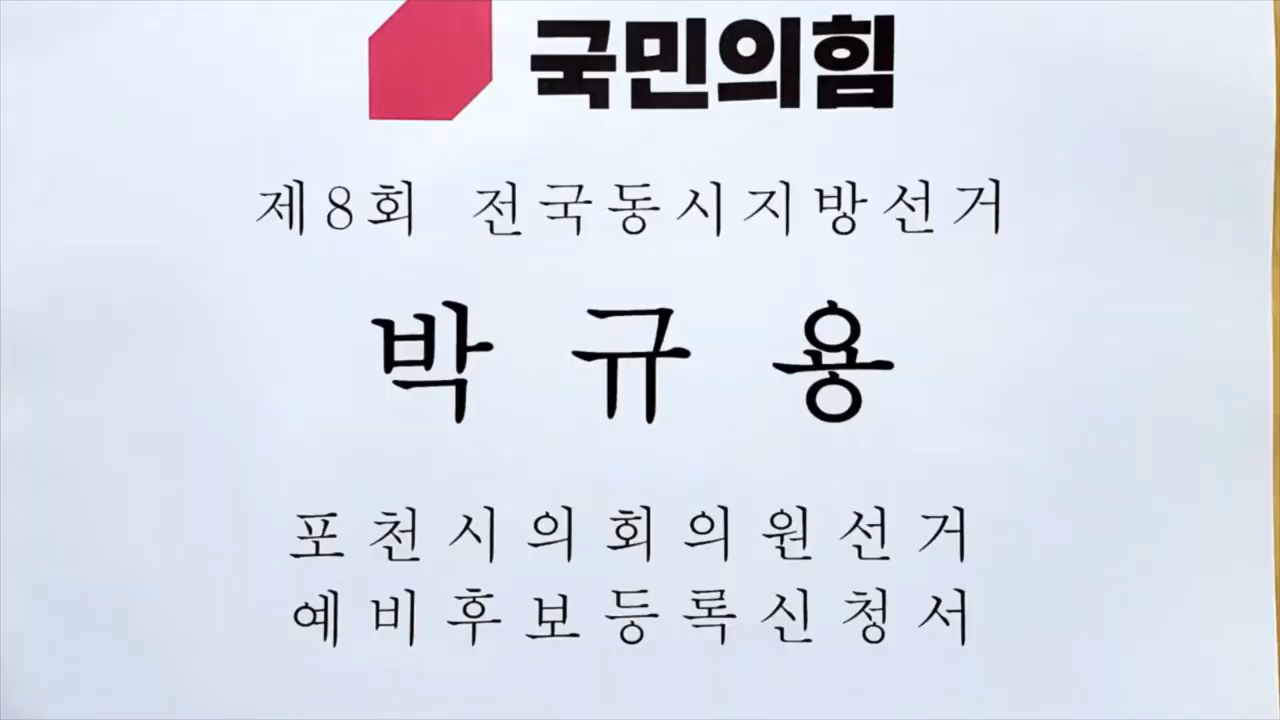 국민의힘
제8회 전국동시지방선거
박규용
포천시의회의원선거
예비후보등록신청서